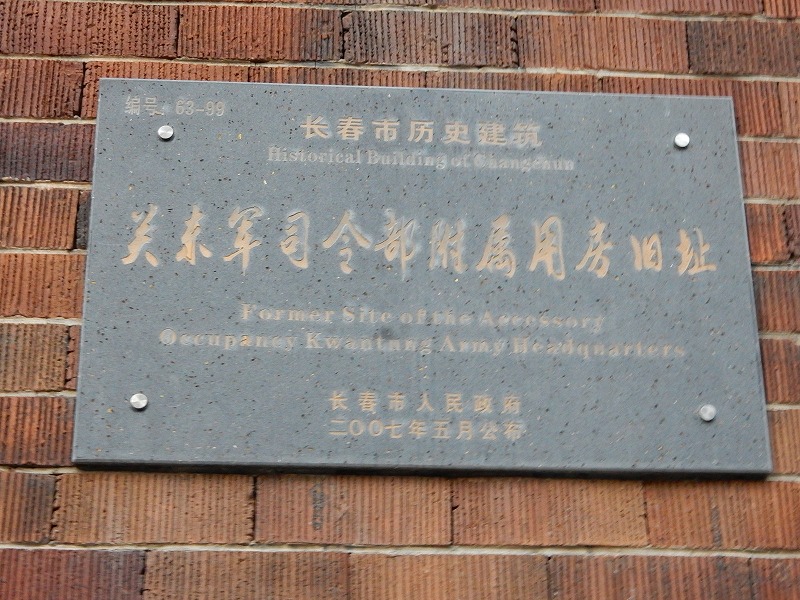 编号：63-99
长春市历史建筑
Historical Building of Changchun
关东军司令部附属用房旧址
Former Site of the Accessory
Occupancy Kwantung Army Headquarters
长春市人民政府
二〇〇七年五月公布